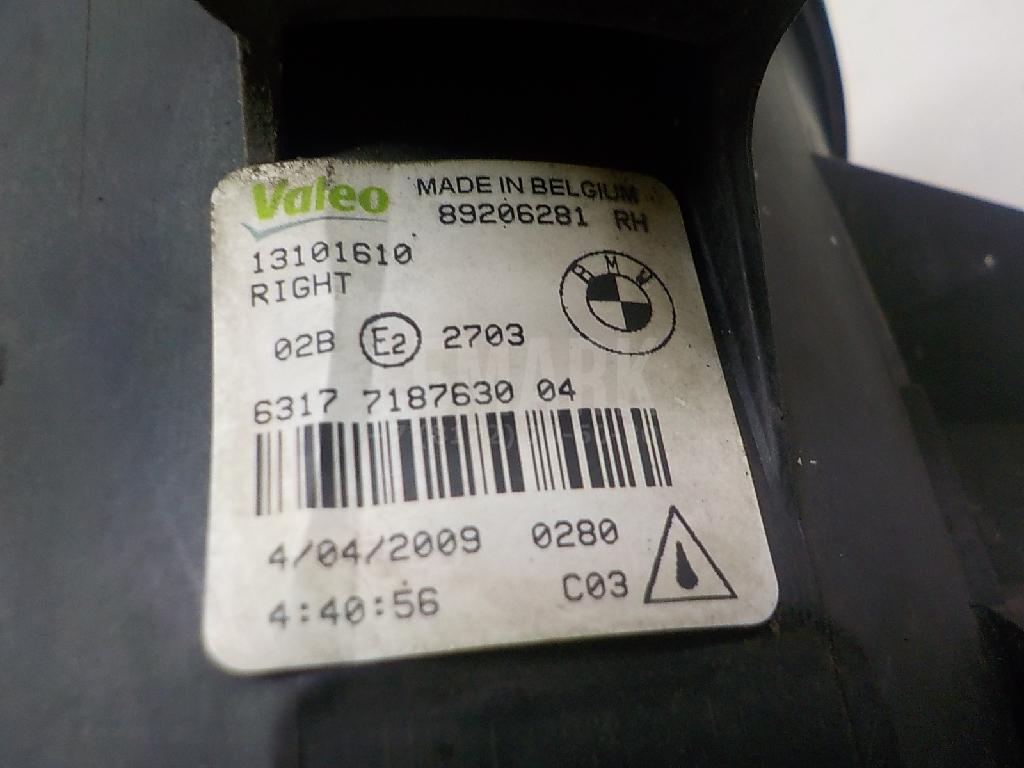 Valeo MADE IN BELGIUM
89206281 RH
13101610
RIGHT
BMW
02B E2 2703
6317 7187630 04
4/04/2009 0280
4:40:56 C03